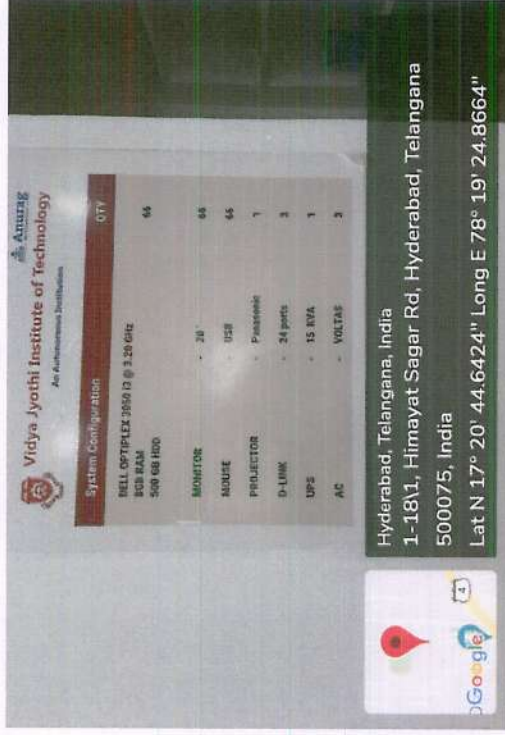 Anurag
Vidya Jyothi Institute of Technology
An Autonomous Institution
System Configuration QTY
DELL OPTIPLEX 3050 I3 @ 3.20 GHz
8GB RAM 66
500 GB HDD
MONITOR - 20" 66
MOUSE - USB 66
PROJECTOR - Panasonic 1
D-LINK - 24 ports 3
UPS - 15 KVA 1
AC - VOLTAS 3
Hyderabad, Telangana, India
1-18\1, Himayat Sagar Rd, Hyderabad, Telangana
500075, India
Lat N 17° 20' 44.6424" Long E 78° 19' 24.8664"
4
Google